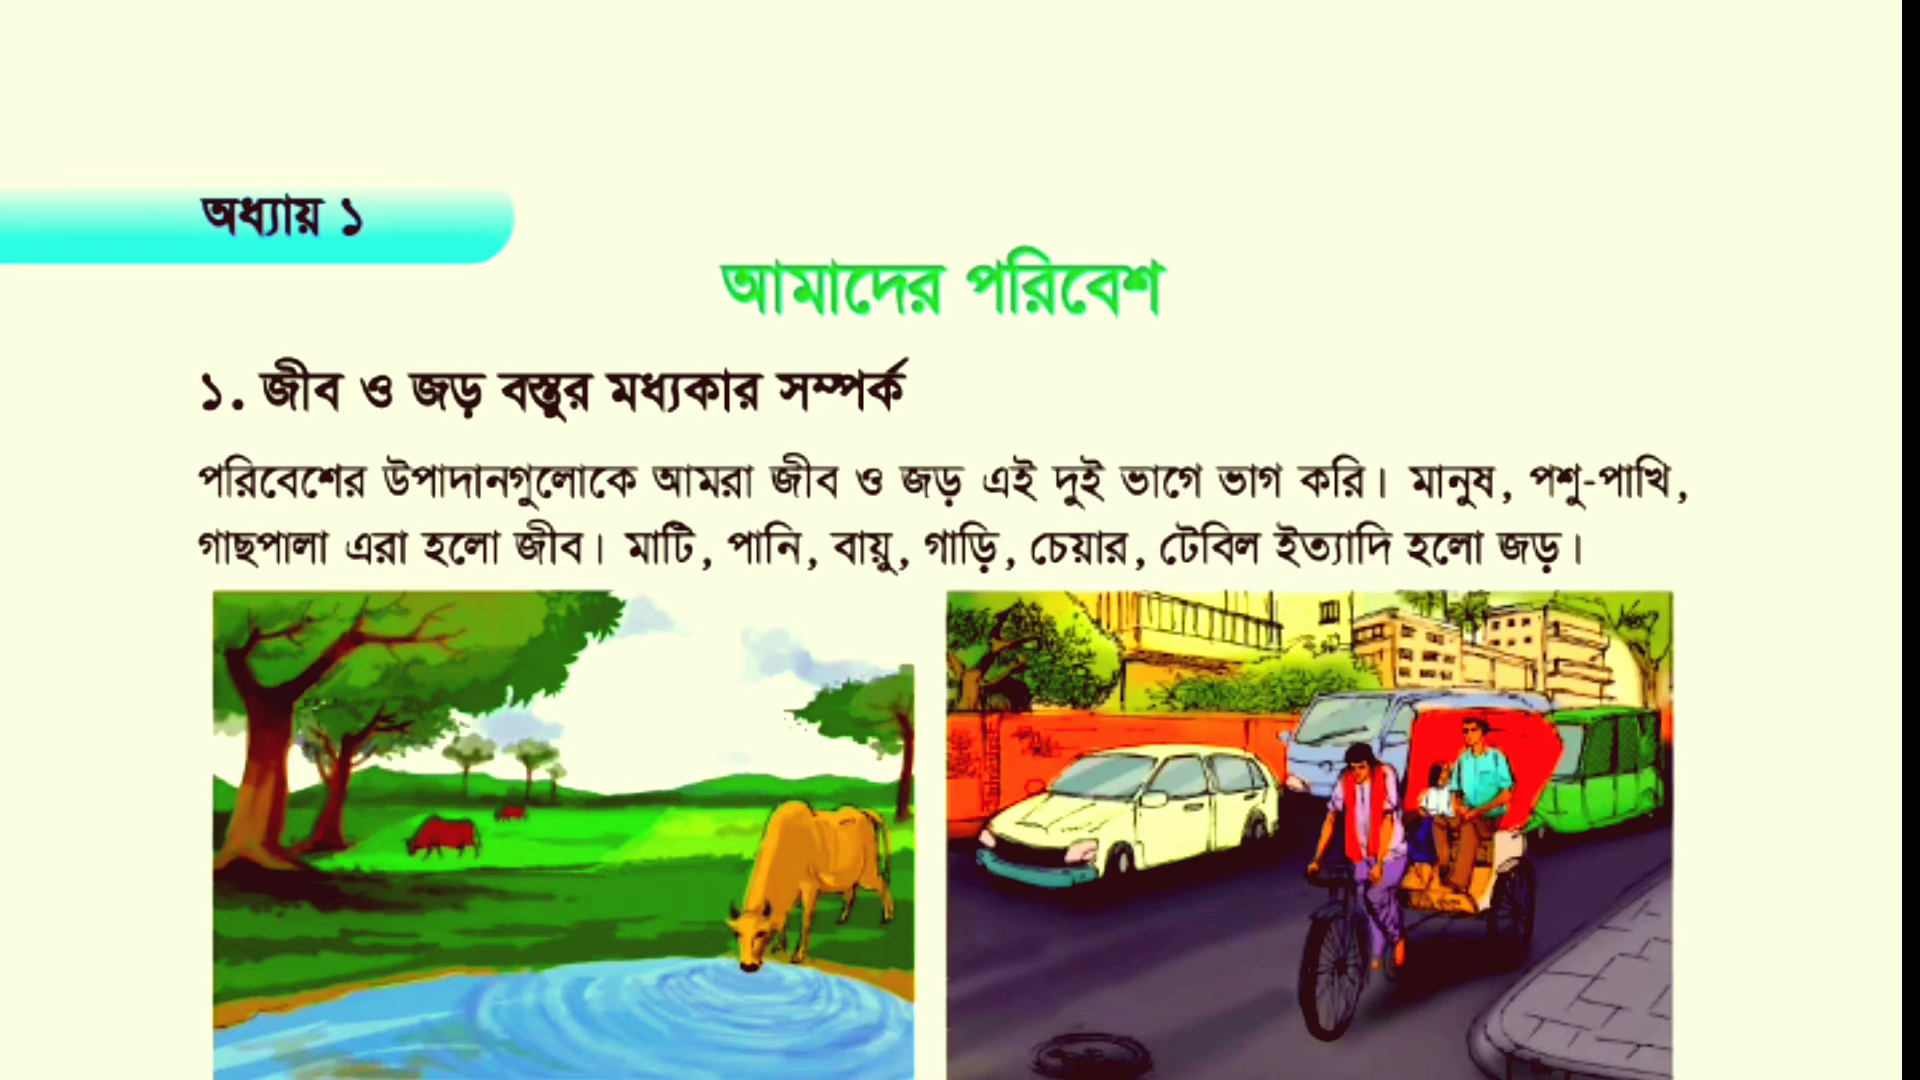 অধ্যায় ১
আমাদের পরিবেশ
১. জীব ও জড় বস্তুর মধ্যকার সম্পর্ক
পরিবেশের উপাদানগুলোকে আমরা জীব ও জড় এই দুই ভাগে ভাগ করি। মানুষ, পশু-পাখি,
গাছপালা এরা হলো জীব। মাটি, পানি, বায়ু, গাড়ি, চেয়ার, টেবিল ইত্যাদি হলো জড়।